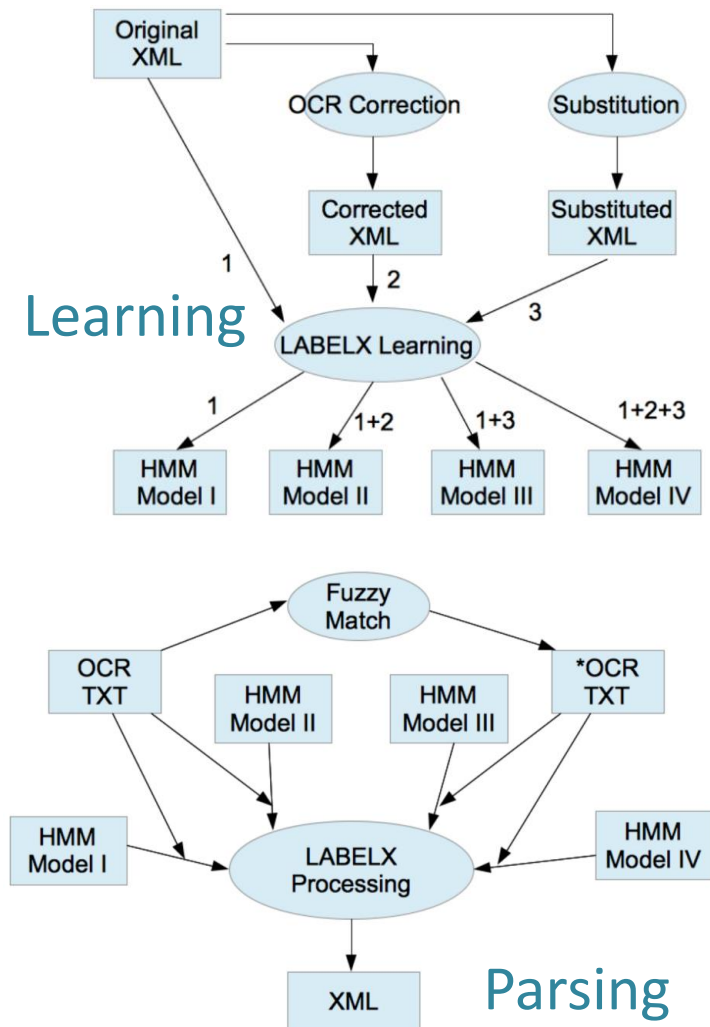 Original
XML
OCR Correction
Substitution
Corrected
XML
Substituted
XML
1
2
3
Learning
LABELX Learning
1
1+2
1+3
1+2+3
HMM
Model I
HMM
Model II
HMM
Model III
HMM
Model IV
Fuzzy
Match
OCR
TXT
*OCR
TXT
HMM
Model II
HMM
Model III
HMM
Model I
LABELX
Processing
HMM
Model IV
XML
Parsing